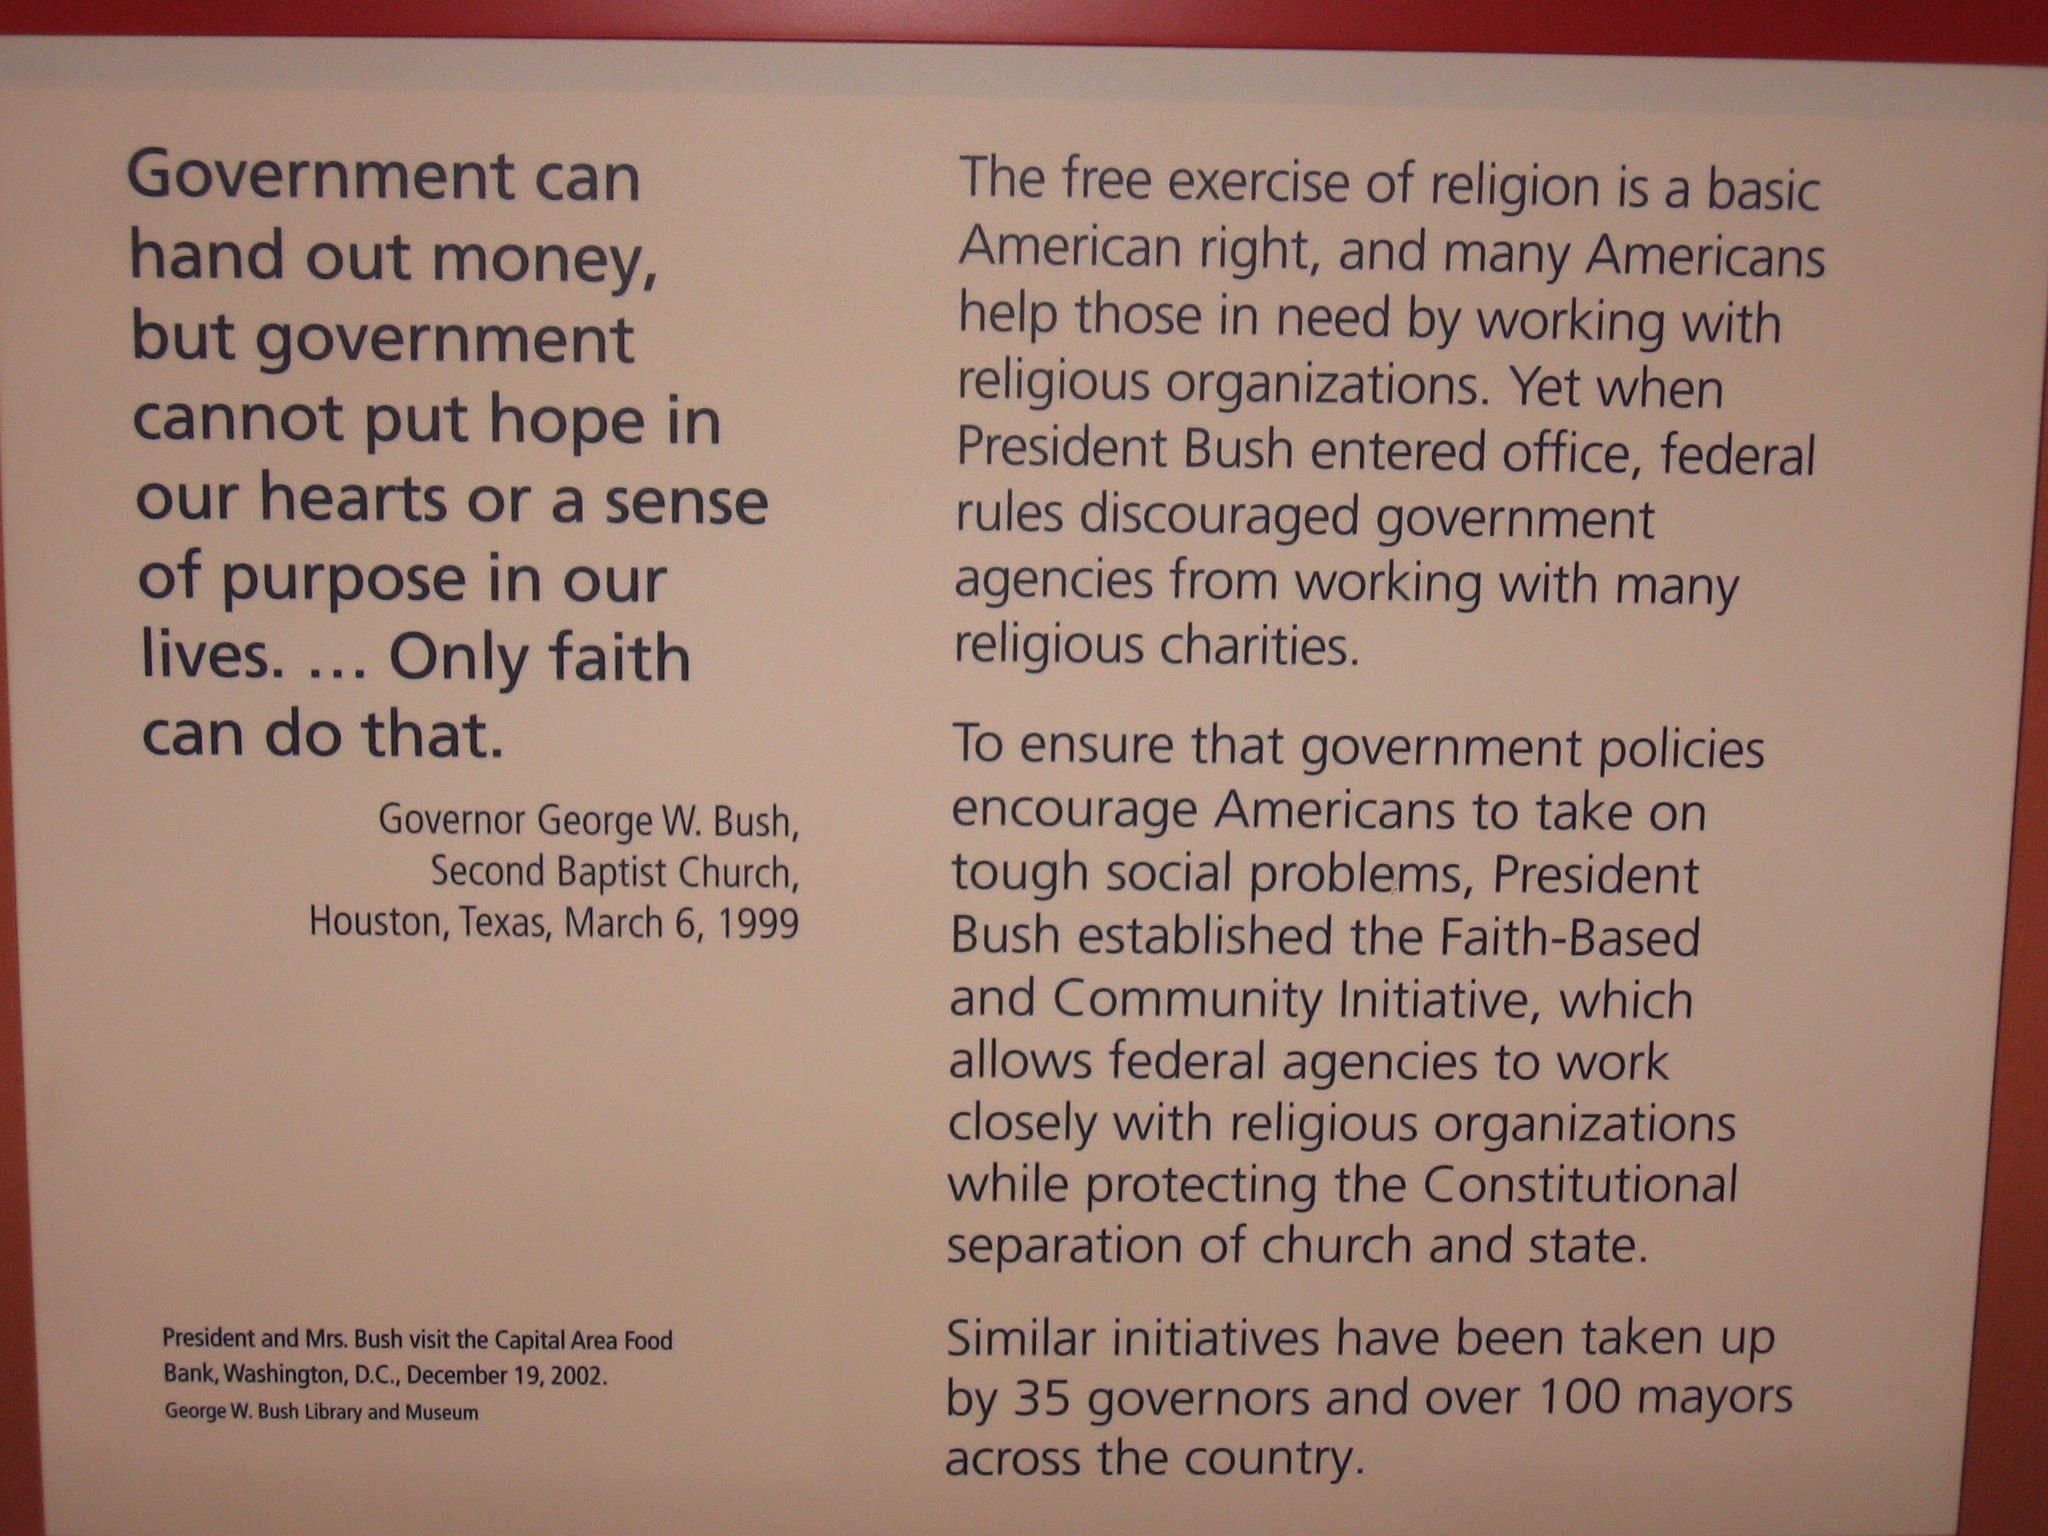 Government can
hand out money,
but government
cannot put hope in
our hearts or a sense
of purpose in our
lives. ... Only faith
can do that.
Governor George W. Bush,
Second Baptist Church,
Houston, Texas, March 6, 1999
President and Mrs. Bush visit the Capital Area Food
Bank, Washington, D.C., December 19, 2002.
George W. Bush Library and Museum
The free exercise of religion is a basic
American right, and many Americans
help those in need by working with
religious organizations. Yet when
President Bush entered office, federal
rules discouraged government
agencies from working with many
religious charities.
To ensure that government policies
encourage Americans to take on
tough social problems, President
Bush established the Faith-Based
and Community Initiative, which
allows federal agencies to work
closely with religious organizations
while protecting the Constitutional
separation of church and state.
Similar initiatives have been taken up
by 35 governors and over 100 mayors
across the country.